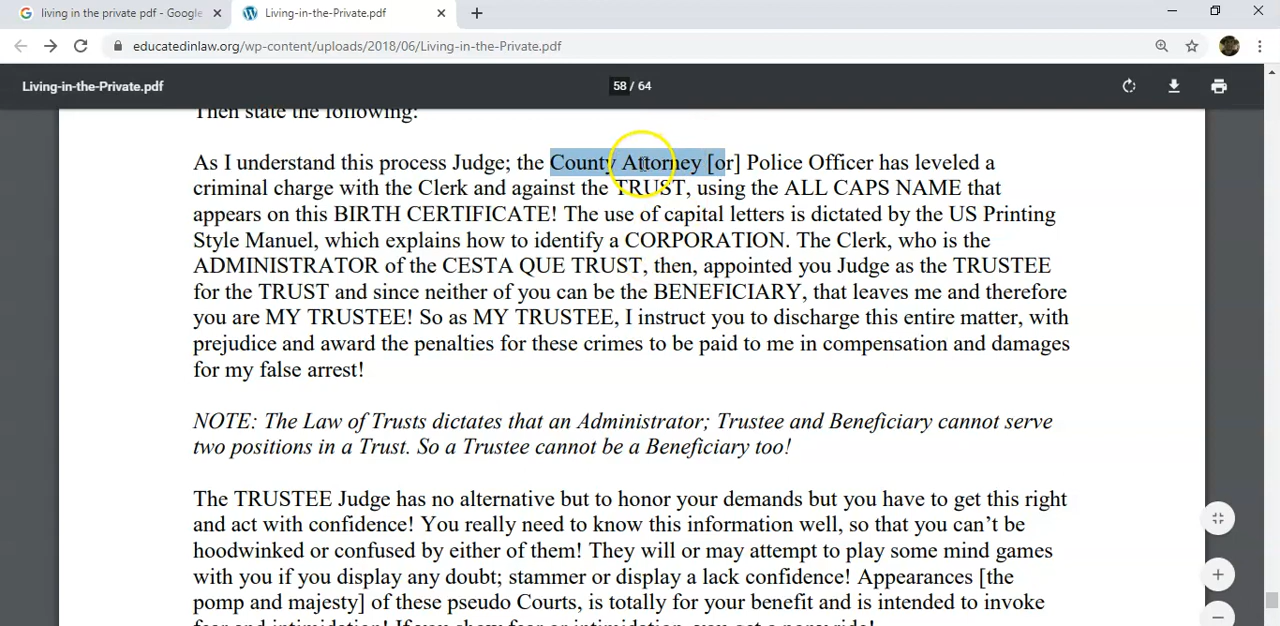 living in the private pdf - Google
Living-in-the-Private.pdf
educatedinlaw.org/wp-content/uploads/2018/06/Living-in-the-Private.pdf
Living-in-the-Private.pdf
58 / 64
Then state the following:
As I understand this process Judge; the County Attorney [or] Police Officer has leveled a
criminal charge with the Clerk and against the TRUST, using the ALL CAPS NAME that
appears on this BIRTH CERTIFICATE! The use of capital letters is dictated by the US Printing
Style Manuel, which explains how to identify a CORPORATION. The Clerk, who is the
ADMINISTRATOR of the CESTA QUE TRUST, then, appointed you Judge as the TRUSTEE
for the TRUST and since neither of you can be the BENEFICIARY, that leaves me and therefore
you are MY TRUSTEE! So as MY TRUSTEE, I instruct you to discharge this entire matter, with
prejudice and award the penalties for these crimes to be paid to me in compensation and damages
for my false arrest!
NOTE: The Law of Trusts dictates that an Administrator; Trustee and Beneficiary cannot serve
two positions in a Trust. So a Trustee cannot be a Beneficiary too!
The TRUSTEE Judge has no alternative but to honor your demands but you have to get this right
and act with confidence! You really need to know this information well, so that you can’t be
hoodwinked or confused by either of them! They will or may attempt to play some mind games
with you if you display any doubt; stammer or display a lack confidence! Appearances [the
pomp and majesty] of these pseudo Courts, is totally for your benefit and is intended to invoke
fear and intimidation! If you show fear or intimidation, you get a pony ride!